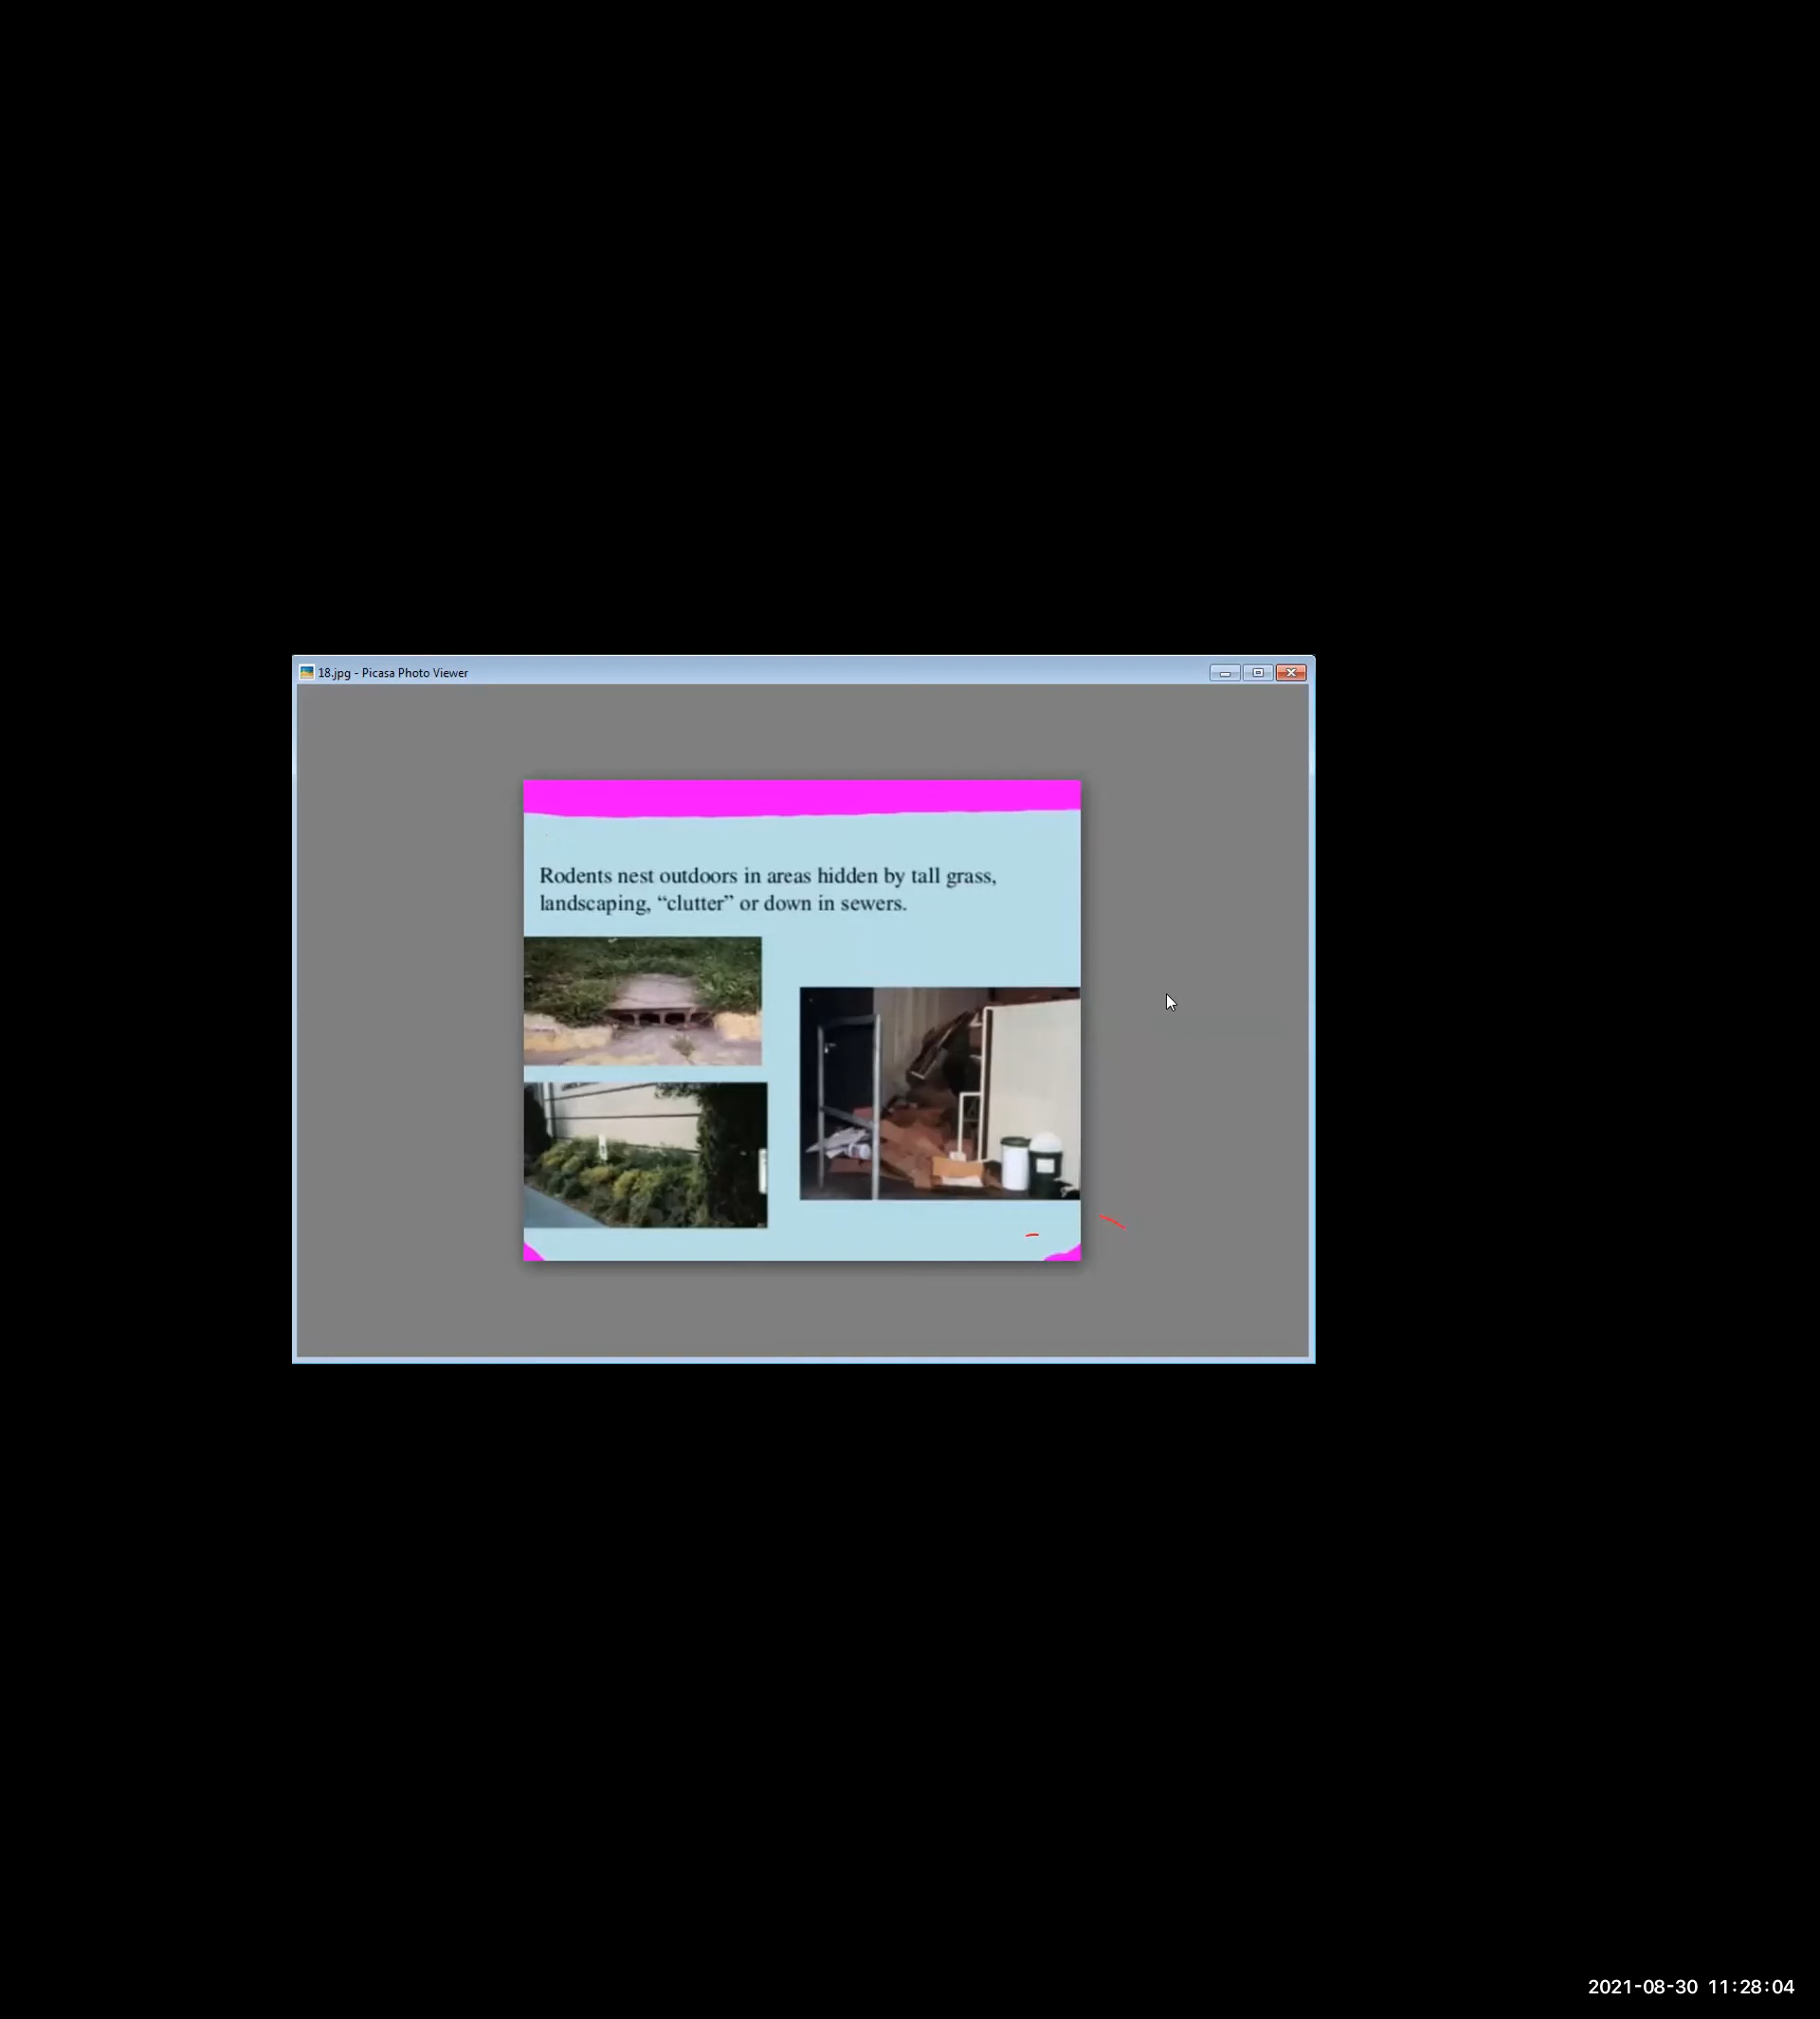 18.jpg - Picasa Photo Viewer
Rodents nest outdoors in areas hidden by tall grass,
landscaping, “clutter” or down in sewers.
2021-08-30 11:28:04